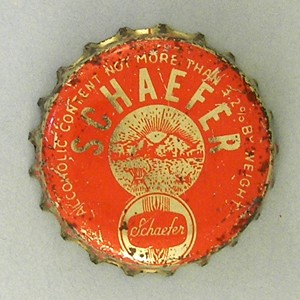 ALCOHOLIC CONTENT NOT MORE THAN 3.2% BY WEIGHT
SCHAEFER
Schaefer